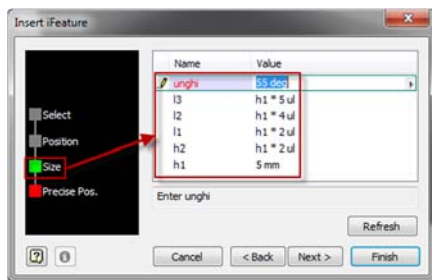 Insert iFeature
Name Value
unghi 55 deg
l3 h1 * 5 ul
l2 h1 * 4 ul
l1 h1 * 2 ul
h2 h1 * 2 ul
h1 5 mm
Select
Position
Size
Precise Pos.
Enter unghi
Refresh
Cancel < Back Next > Finish